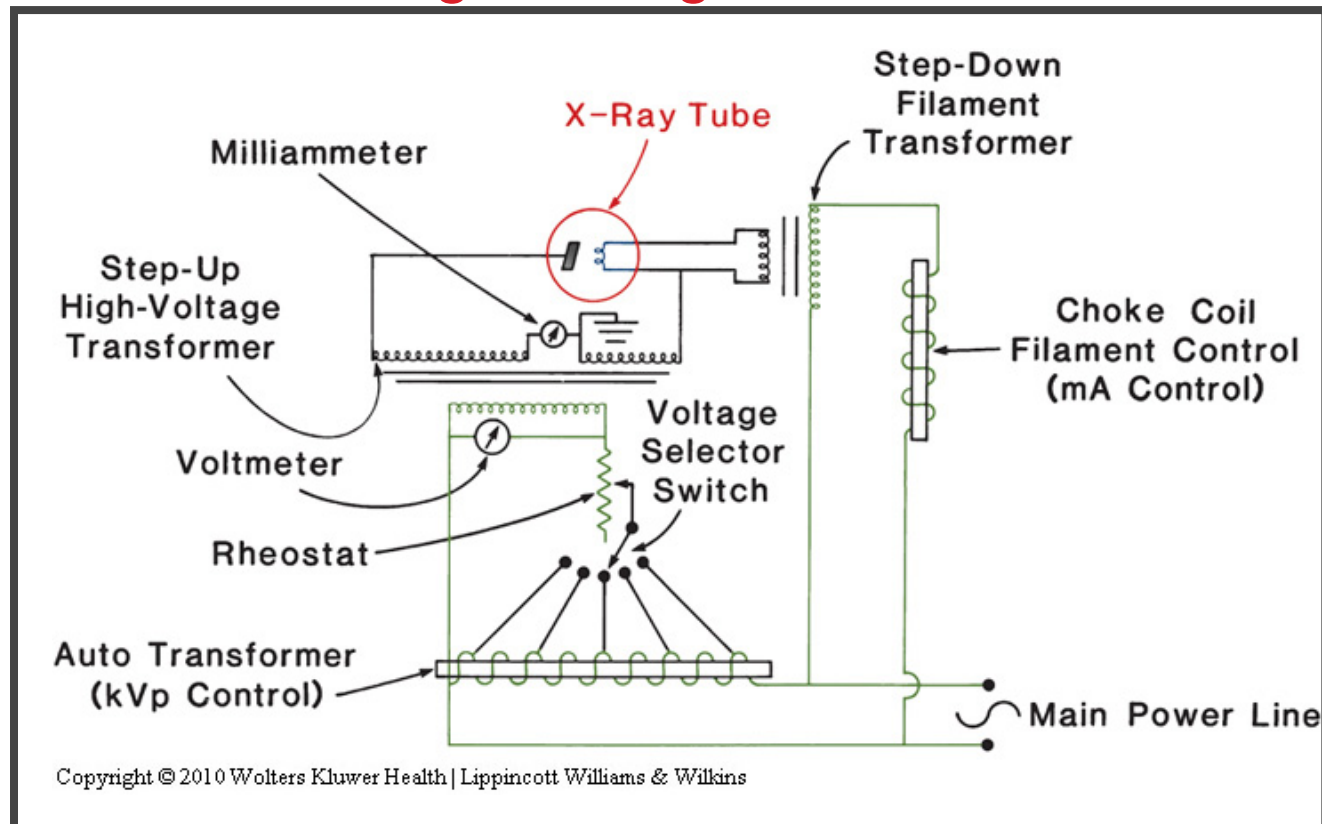 X-Ray Tube
Step-Down
Filament
Transformer
Milliammeter
Step-Up
High-Voltage
Transformer
Choke Coil
Filament Control
(mA Control)
Voltage
Selector
Switch
Voltmeter
Rheostat
Auto Transformer
(kVp Control)
Main Power Line
Copyright © 2010 Wolters Kluwer Health | Lippincott Williams & Wilkins